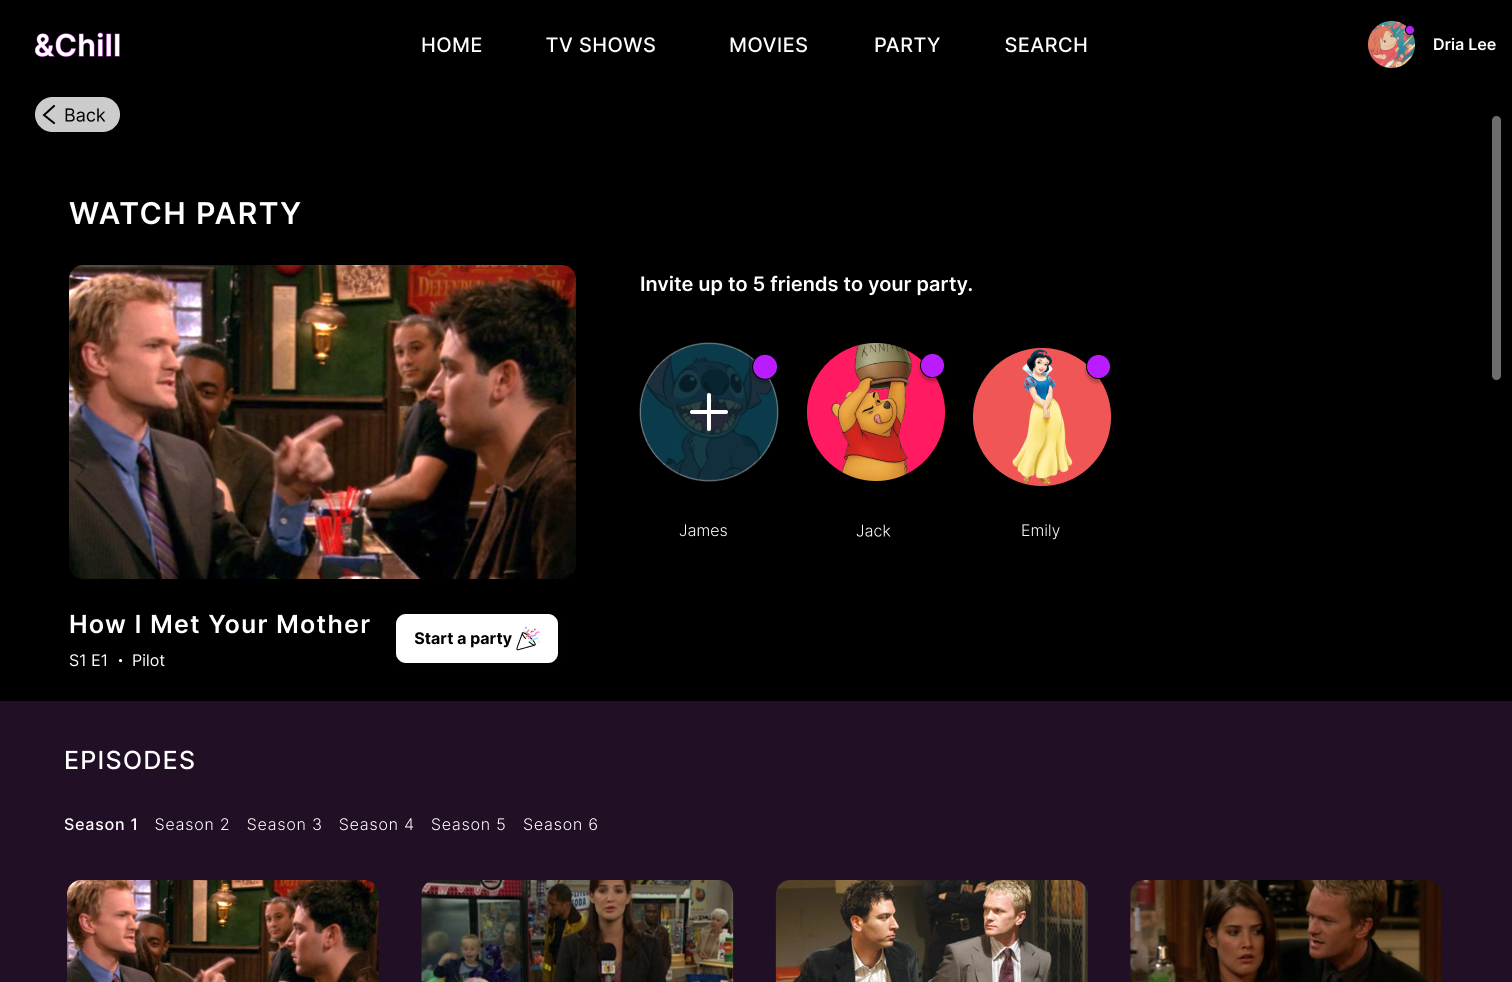 &Chill
HOME
TV SHOWS
MOVIES
PARTY
SEARCH
Dria Lee
Back
WATCH PARTY
Invite up to 5 friends to your party.
James
Jack
Emily
How I Met Your Mother
S1 E1 • Pilot
Start a party
EPISODES
Season 1 Season 2 Season 3 Season 4 Season 5 Season 6